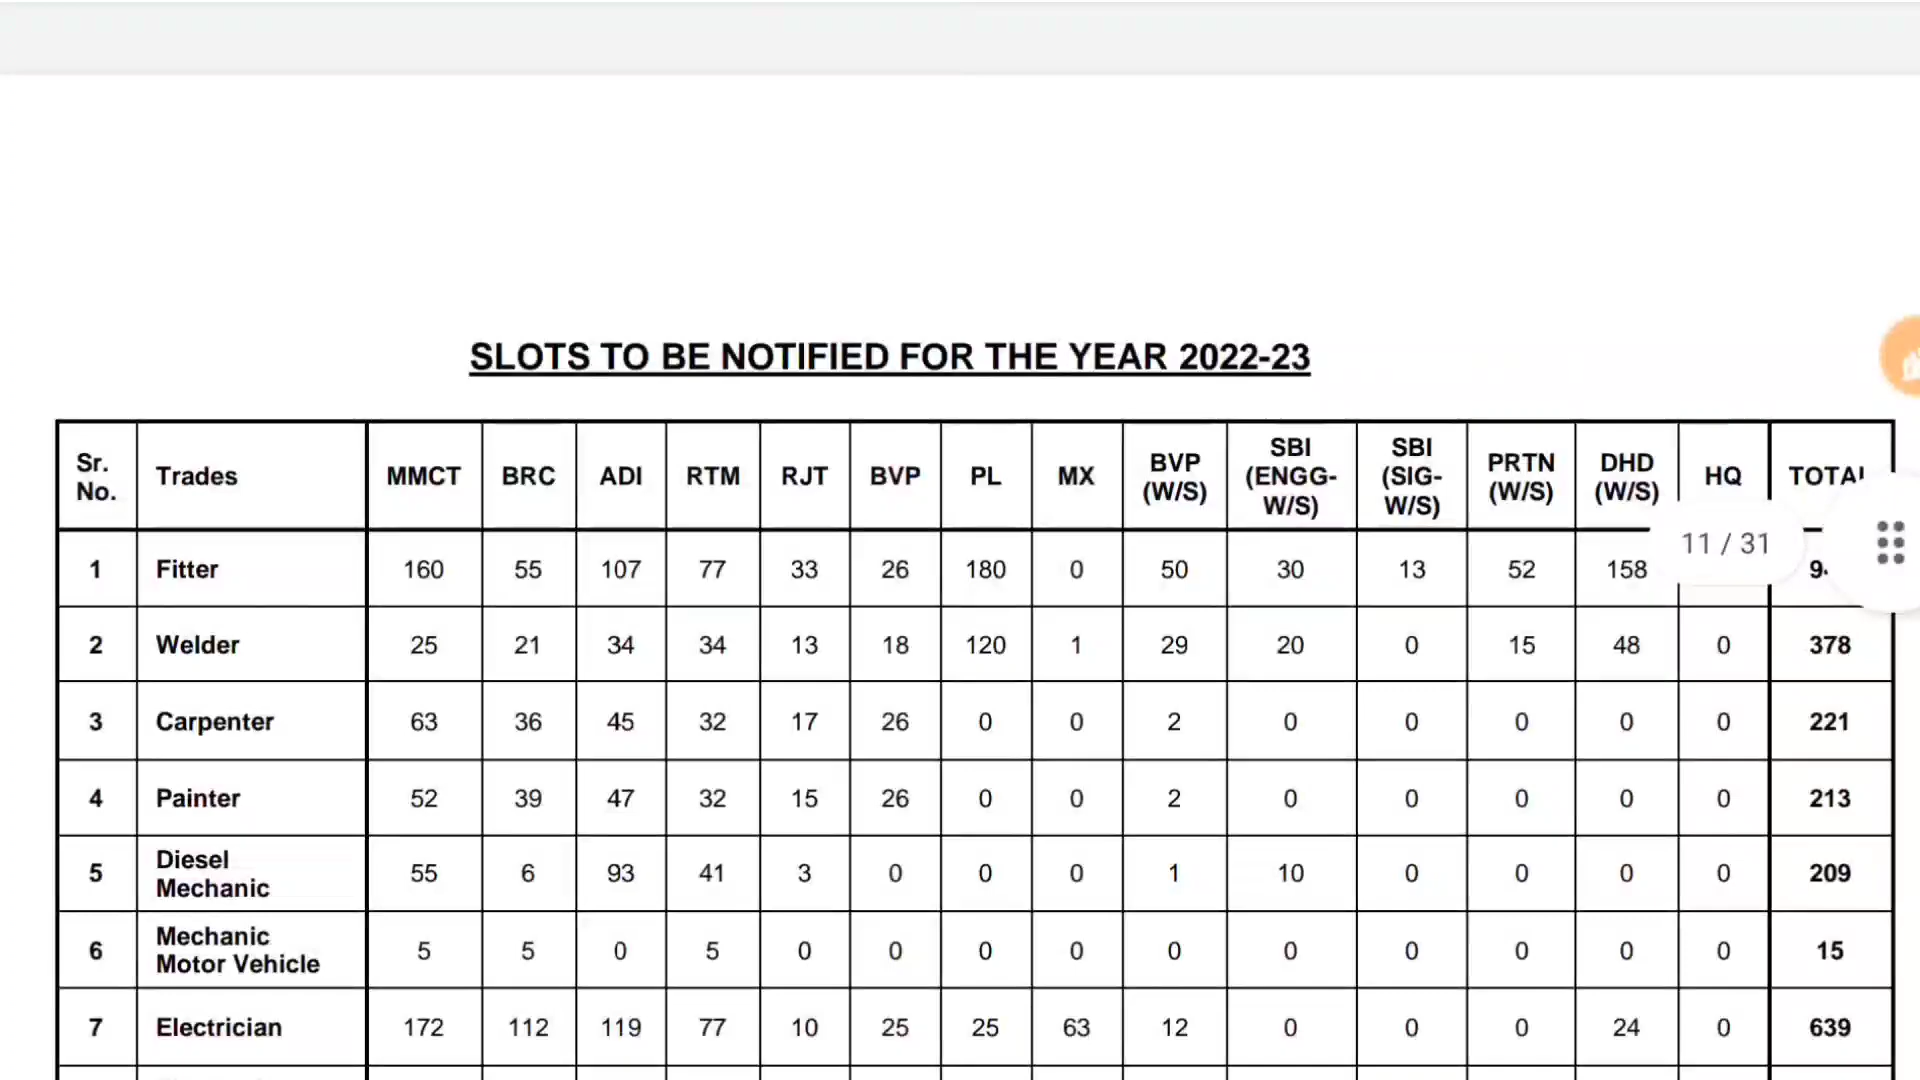 SLOTS TO BE NOTIFIED FOR THE YEAR 2022-23
Sr. No. Trades MMCT BRC ADI RTM RJT BVP PL MX BVP (W/S) SBI (ENGG-W/S) SBI (SIG-W/S) PRTN (W/S) DHD (W/S) HQ TOTAL
11 / 31
1 Fitter 160 55 107 77 33 26 180 0 50 30 13 52 158
2 Welder 25 21 34 34 13 18 120 1 29 20 0 15 48 0 378
3 Carpenter 63 36 45 32 17 26 0 0 2 0 0 0 0 0 221
4 Painter 52 39 47 32 15 26 0 0 2 0 0 0 0 0 213
5 Diesel Mechanic 55 6 93 41 3 0 0 0 1 10 0 0 0 0 209
6 Mechanic Motor Vehicle 5 5 0 5 0 0 0 0 0 0 0 0 0 0 15
7 Electrician 172 112 119 77 10 25 25 63 12 0 0 0 24 0 639